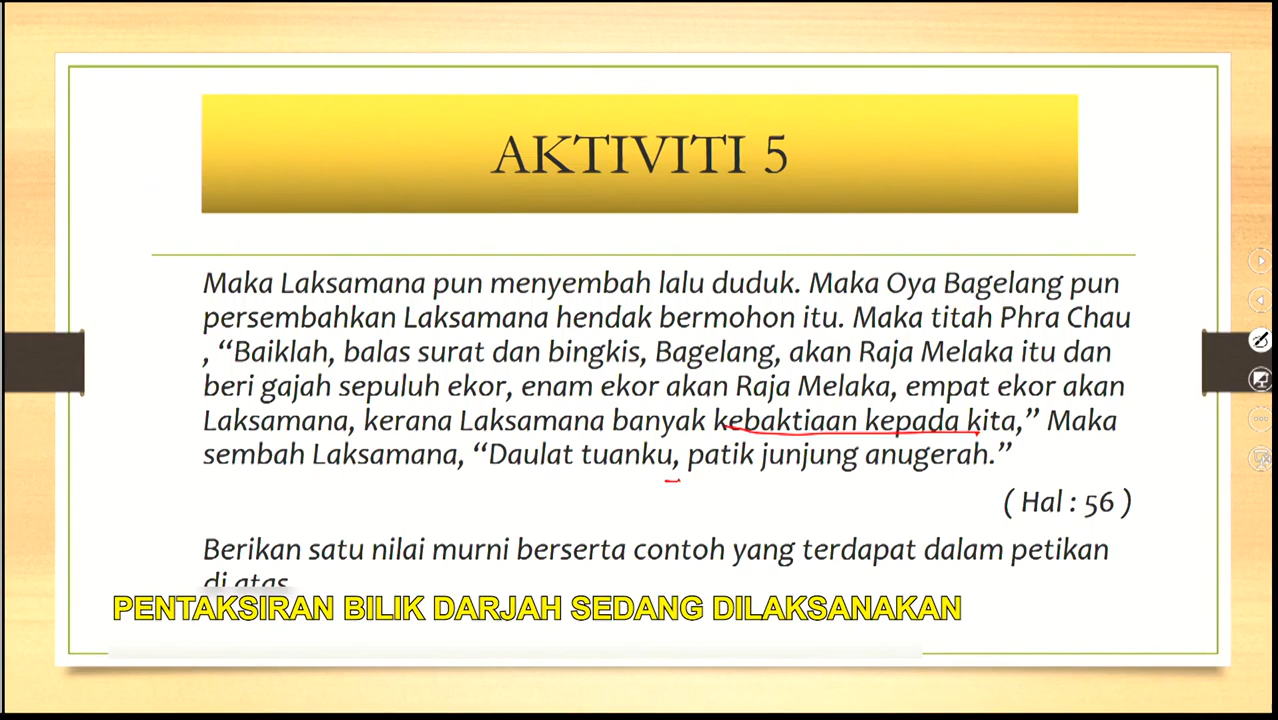 AKTIVITI 5
Maka Laksamana pun menyembah lalu duduk. Maka Oya Bagelang pun
persembahkan Laksamana hendak bermohon itu. Maka titah Phra Chau
, “Baiklah, balas surat dan bingkis, Bagelang, akan Raja Melaka itu dan
beri gajah sepuluh ekor, enam ekor akan Raja Melaka, empat ekor akan
Laksamana, kerana Laksamana banyak kebaktiaan kepada kita,” Maka
sembah Laksamana, “Daulat tuanku, patik junjung anugerah.”
( Hal : 56 )
Berikan satu nilai murni berserta contoh yang terdapat dalam petikan
di atas
PENTAKSIRAN BILIK DARJAH SEDANG DILAKSANAKAN